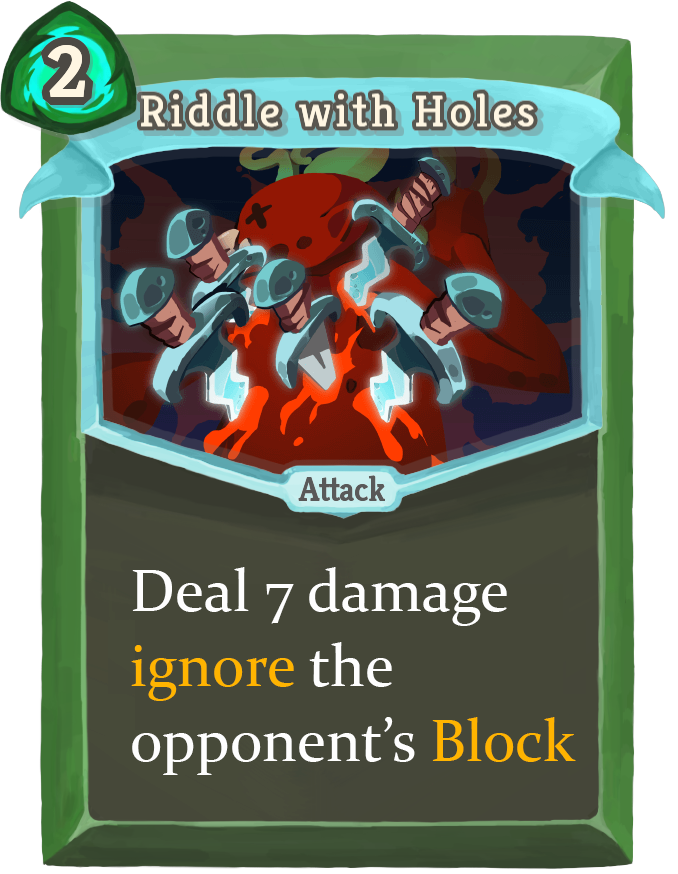 2
Riddle with Holes
Attack
Deal 7 damage
ignore the
opponent's Block